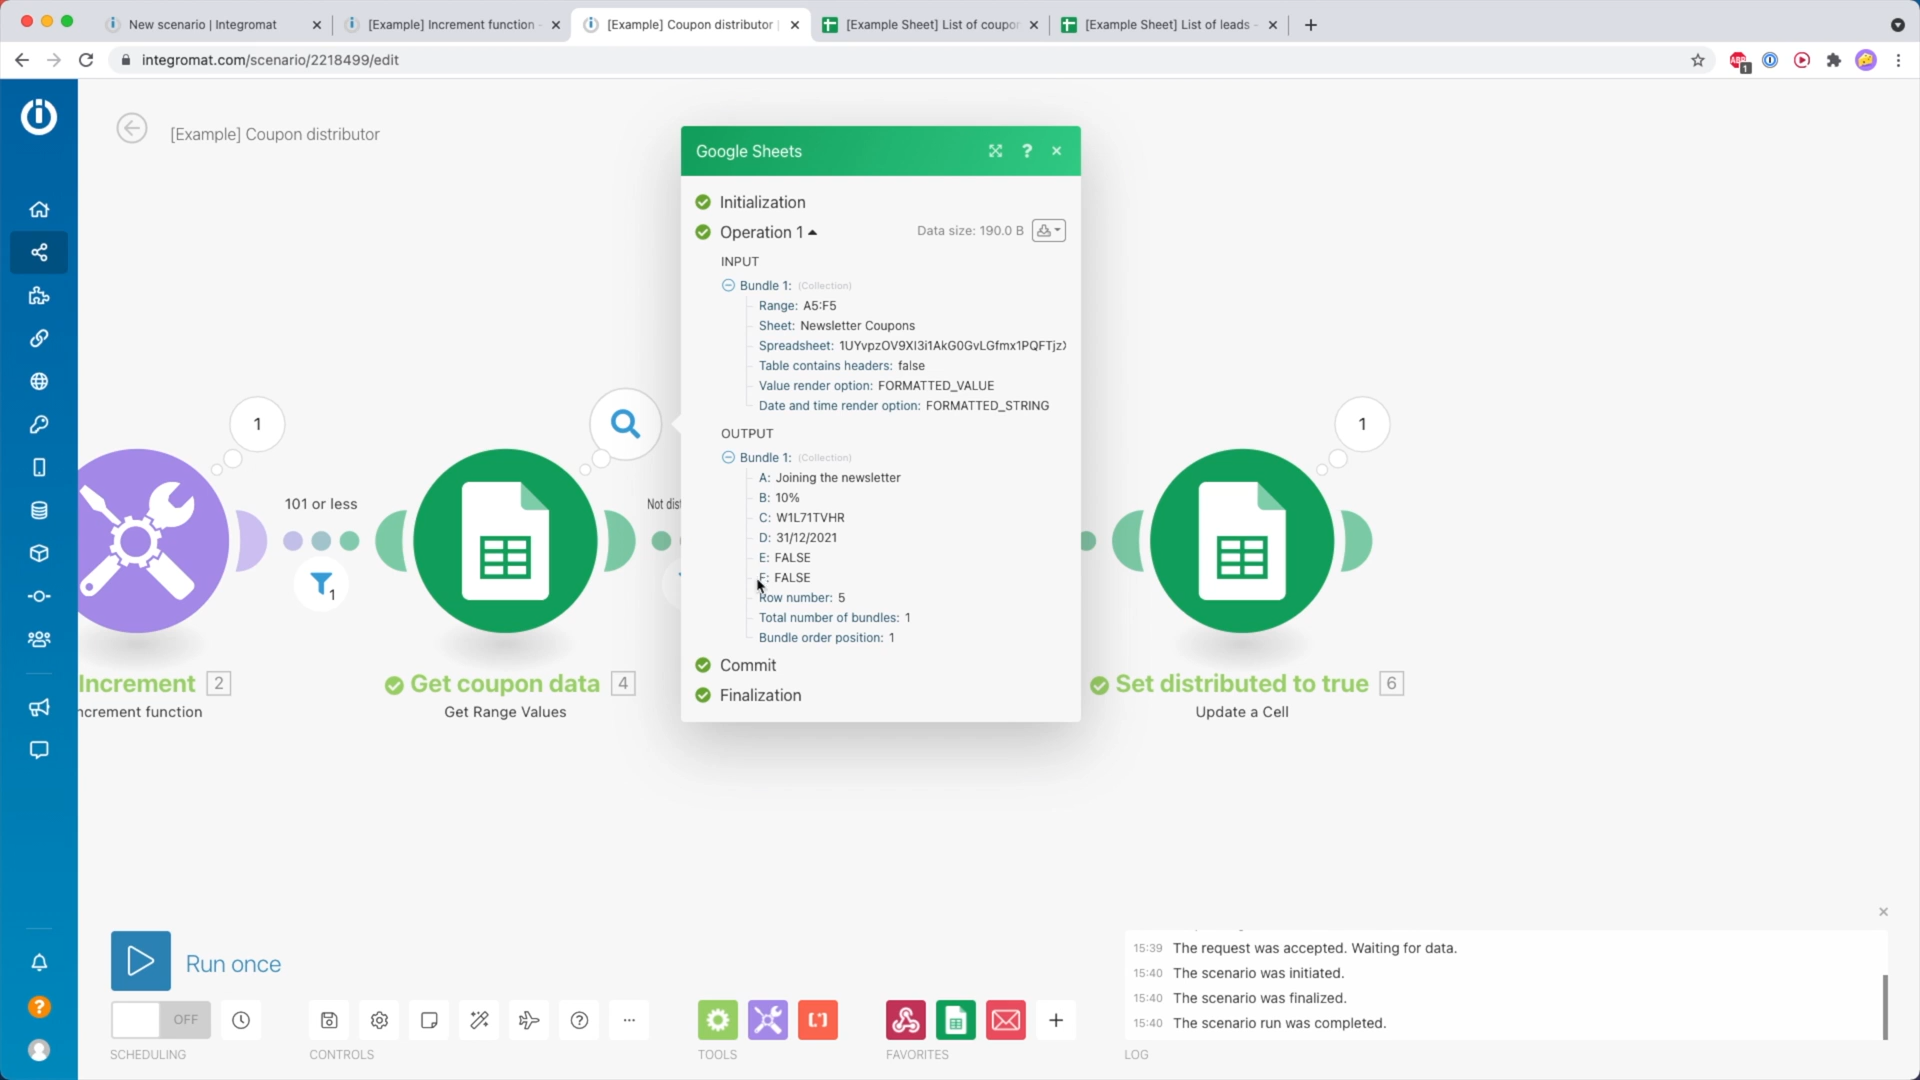 New scenario | Integromat
[Example] Increment function -
[Example] Coupon distributor |
[Example Sheet] List of coupon
[Example Sheet] List of leads -
integromat.com/scenario/2218499/edit
1
[Example] Coupon distributor
Google Sheets
Initialization
Operation 1
Data size: 190.0 B
INPUT
Bundle 1: (Collection)
Range: A5:F5
Sheet: Newsletter Coupons
Spreadsheet: 1UYvpzOV9XI3i1AkG0GvLGfmx1PQFTjzX
Table contains headers: false
Value render option: FORMATTED_VALUE
Date and time render option: FORMATTED_STRING
OUTPUT
Bundle 1: (Collection)
A: Joining the newsletter
B: 10%
C: W1L71TVHR
D: 31/12/2021
E: FALSE
F: FALSE
Row number: 5
Total number of bundles: 1
Bundle order position: 1
Commit
Finalization
1
101 or less
1
Not dist
1
Increment 2
ncrement function
Get coupon data 4
Get Range Values
Set distributed to true 6
Update a Cell
Run once
OFF
SCHEDULING
CONTROLS
TOOLS
FAVORITES
LOG
15:39 The request was accepted. Waiting for data.
15:40 The scenario was initiated.
15:40 The scenario was finalized.
15:40 The scenario run was completed.